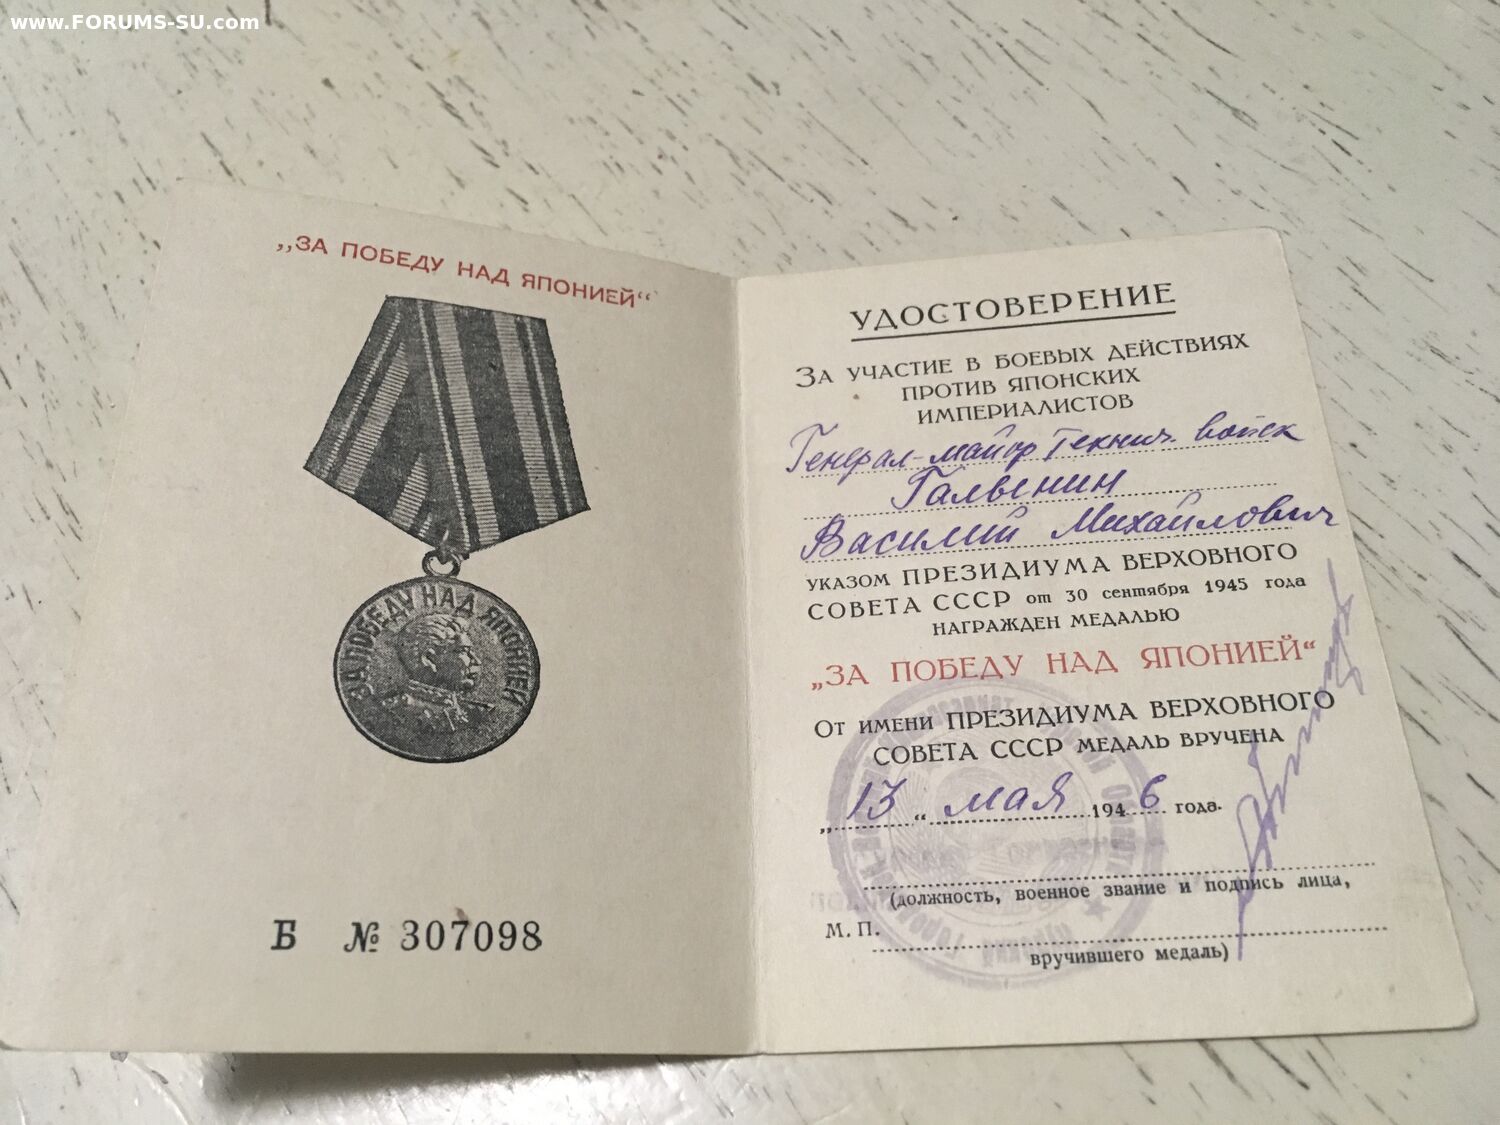 www.FORUMS-SU.com
„ЗА ПОБЕДУ НАД ЯПОНИЕЙ“
ЗА ПОБЕДУ НАД ЯПОНИЕЙ
Б № 307098
УДОСТОВЕРЕНИЕ
За участие в боевых действиях
против японских
империалистов
Генерал-майор Технич. войск
Галвенин
Василий Михайлович
указом ПРЕЗИДИУМА ВЕРХОВНОГО
СОВЕТА СССР от 30 сентября 1945 года
награжден медалью
„ЗА ПОБЕДУ НАД ЯПОНИЕЙ“
От имени ПРЕЗИДИУМА ВЕРХОВНОГО
СОВЕТА СССР медаль вручена
„13“ мая 1946 года.
(должность, военное звание и подпись лица,
М. П.
вручившего медаль)